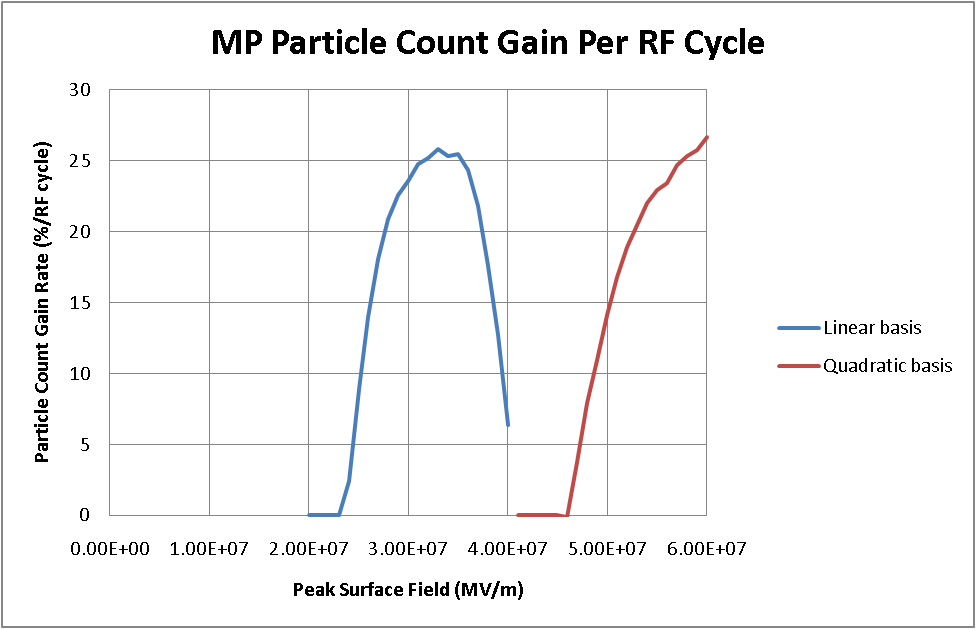 MP Particle Count Gain Per RF Cycle
30
25
20
15
10
5
0
Particle Count Gain Rate (%/RF cycle)
0.00E+00 1.00E+07 2.00E+07 3.00E+07 4.00E+07 5.00E+07 6.00E+07
Peak Surface Field (MV/m)
Linear basis
Quadratic basis